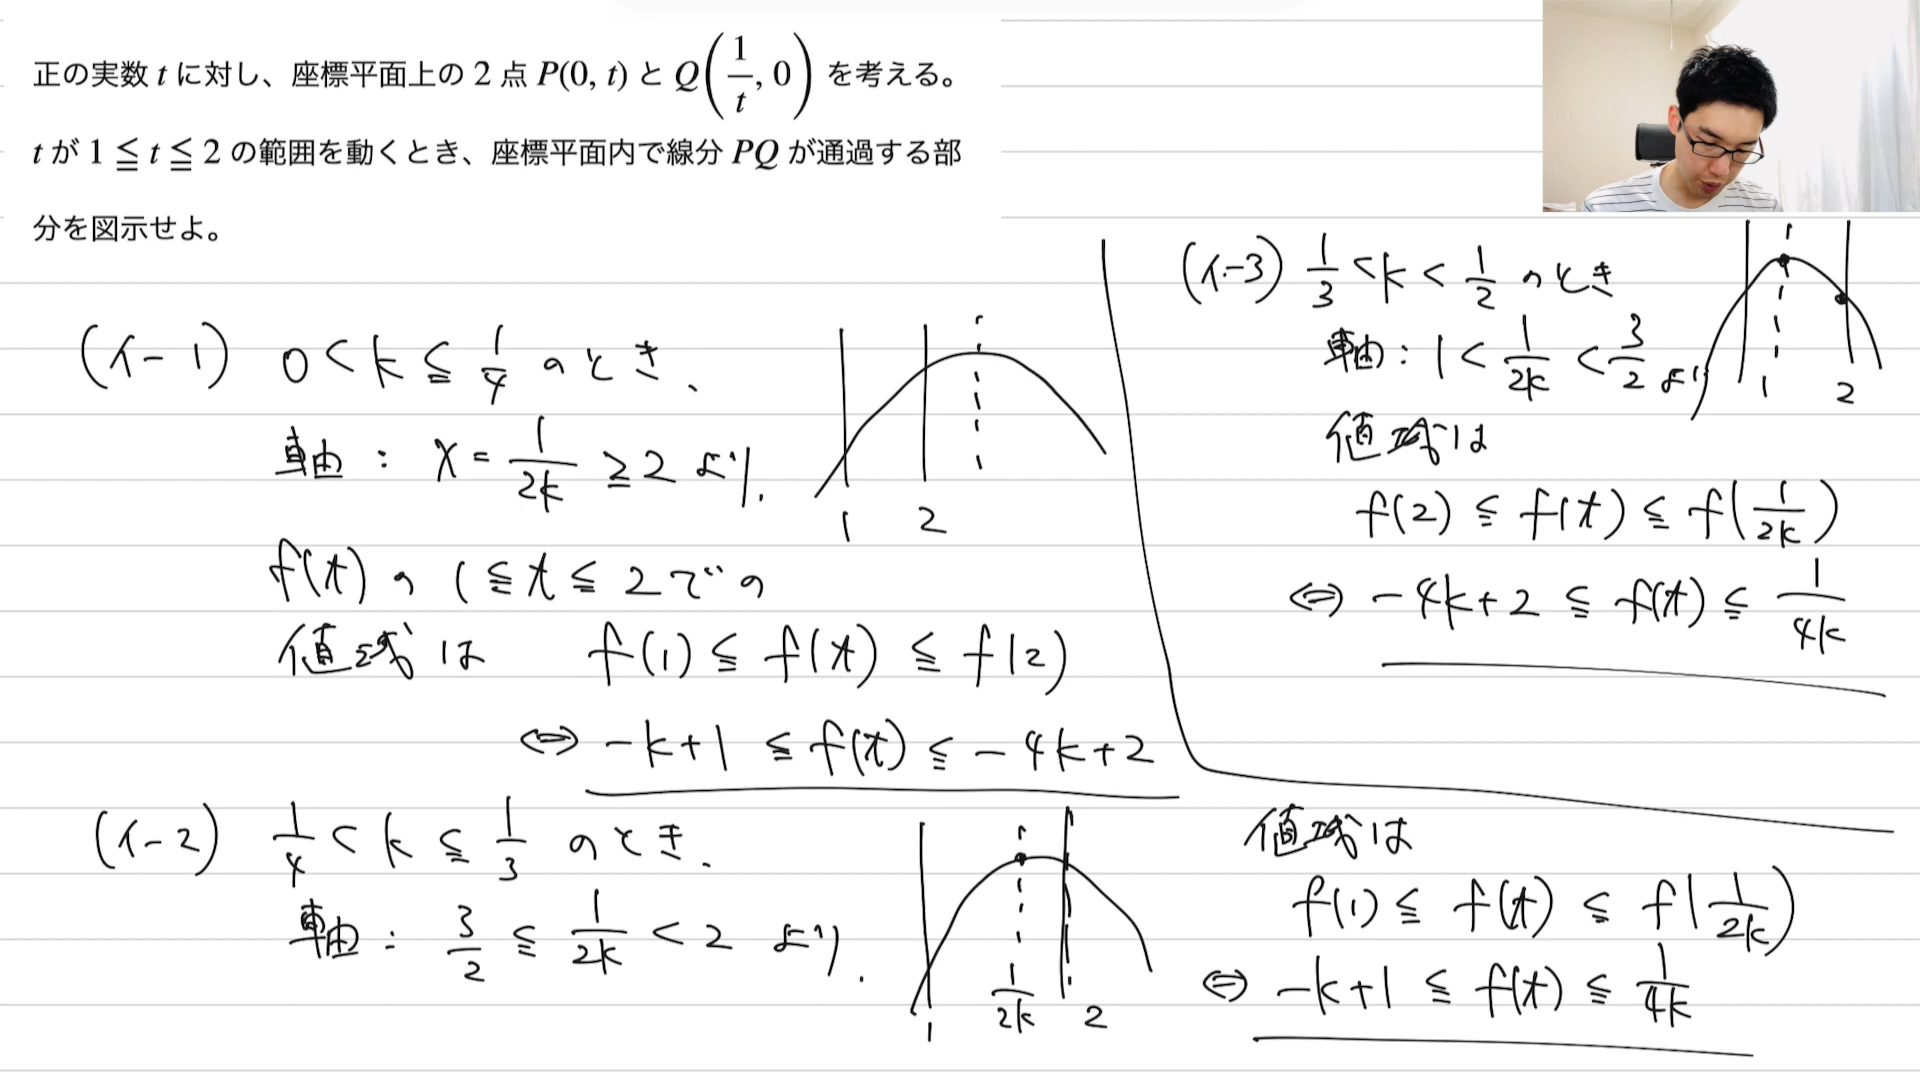 正の実数 t に対し、座標平面上の 2 点 P(0, t) と Q(1/t, 0) を考える。
t が 1 ≦ t ≦ 2 の範囲を動くとき、座標平面内で線分 PQ が通過する部
分を図示せよ。
(イ-1) 0 < k ≦ 1/4 のとき、
軸 : x = 1/2k ≧ 2 より、
f(t) の 1 ≦ t ≦ 2 での
値域は f(1) ≦ f(t) ≦ f(2)
⇔ -k+1 ≦ f(t) ≦ -4k+2
1 2
(イ-2) 1/4 < k ≦ 1/3 のとき、
軸 : 3/2 ≦ 1/2k < 2 より、
1 1/2k 2
値域は
f(1) ≦ f(t) ≦ f(1/2k)
⇔ -k+1 ≦ f(t) ≦ 1/4k
(イ-3) 1/3 < k < 1/2 のとき
軸 : 1 < 1/2k < 3/2 より
1 2
値域は
f(2) ≦ f(t) ≦ f(1/2k)
⇔ -4k+2 ≦ f(t) ≦ 1/4k